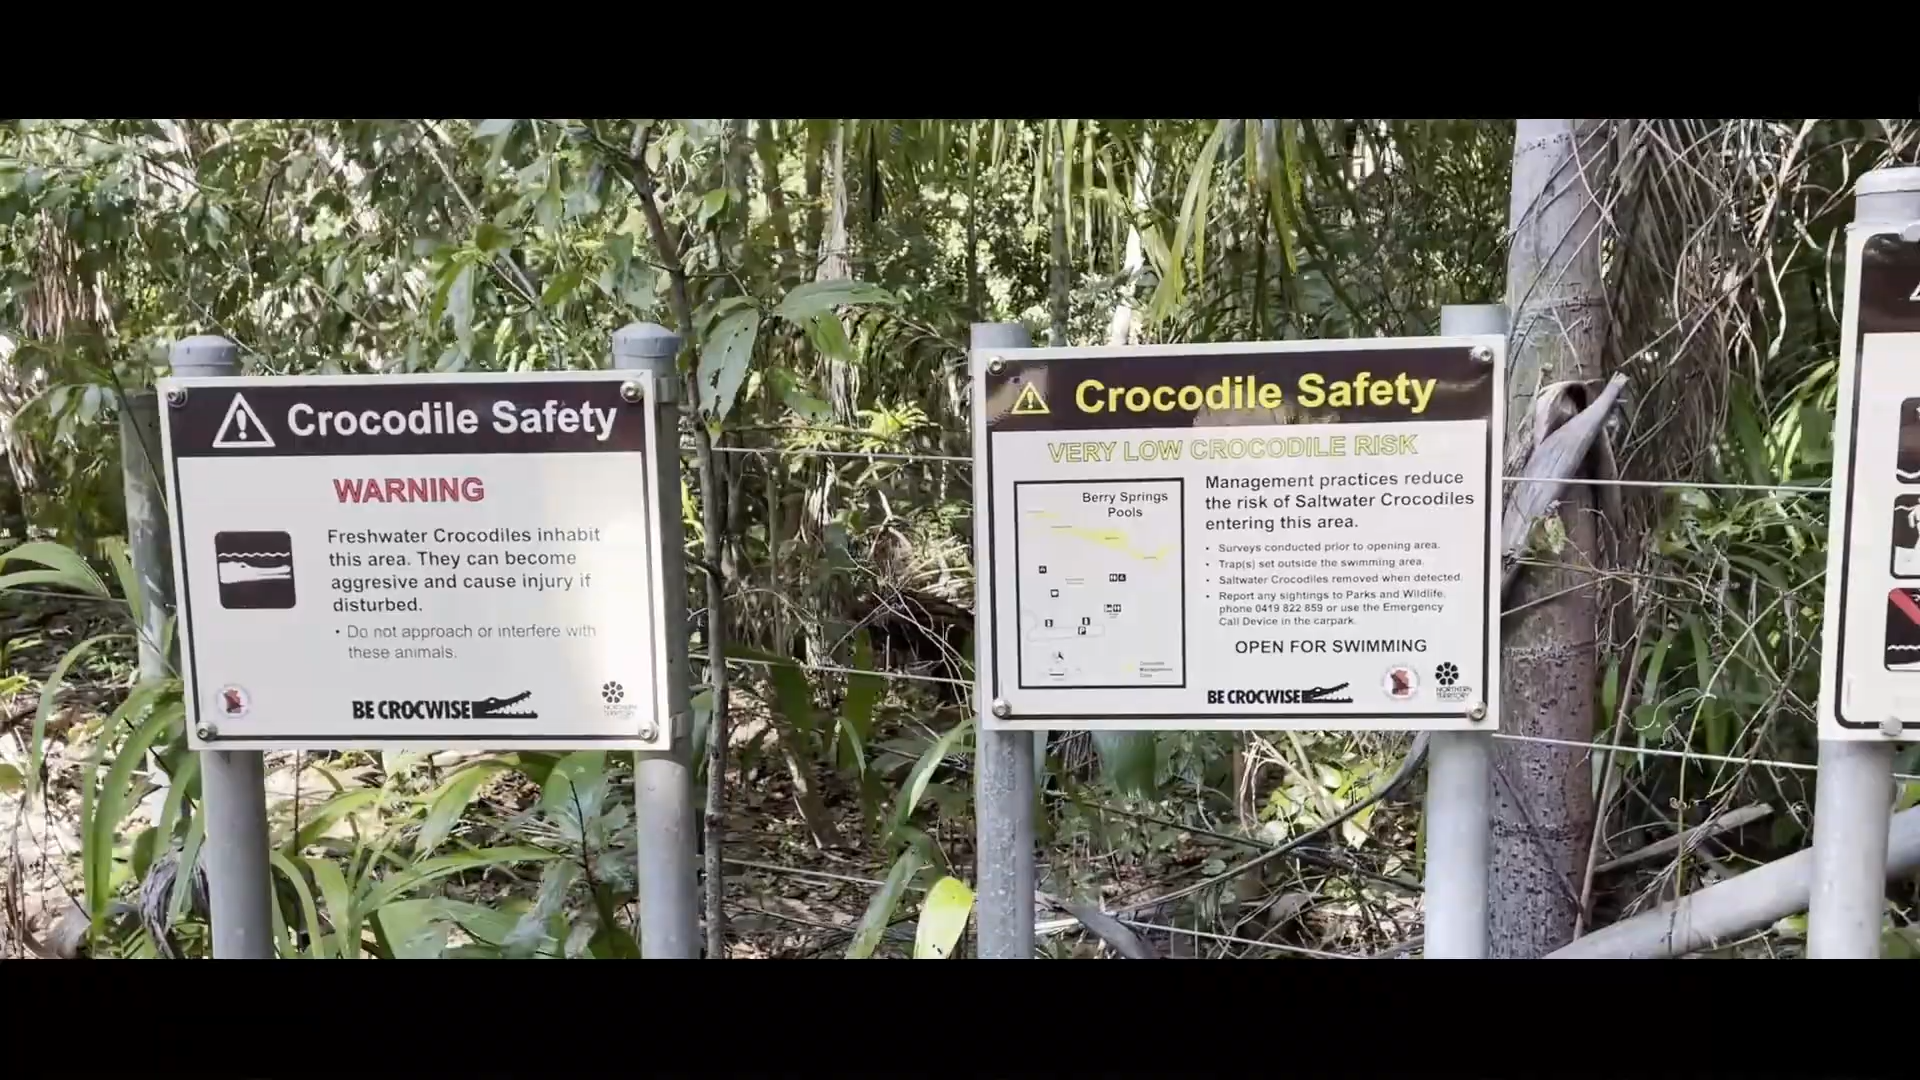 Crocodile Safety
WARNING
Freshwater Crocodiles inhabit
this area. They can become
aggresive and cause injury if
disturbed.
• Do not approach or interfere with
these animals.
BE CROCWISE
NORTHERN
TERRITORY
Crocodile Safety
VERY LOW CROCODILE RISK
Berry Springs
Pools
Management practices reduce
the risk of Saltwater Crocodiles
entering this area.
• Surveys conducted prior to opening area.
• Trap(s) set outside the swimming area.
• Saltwater Crocodiles removed when detected.
• Report any sightings to Parks and Wildlife,
phone 0419 822 859 or use the Emergency
Call Device in the carpark.
OPEN FOR SWIMMING
BE CROCWISE
NORTHERN
TERRITORY